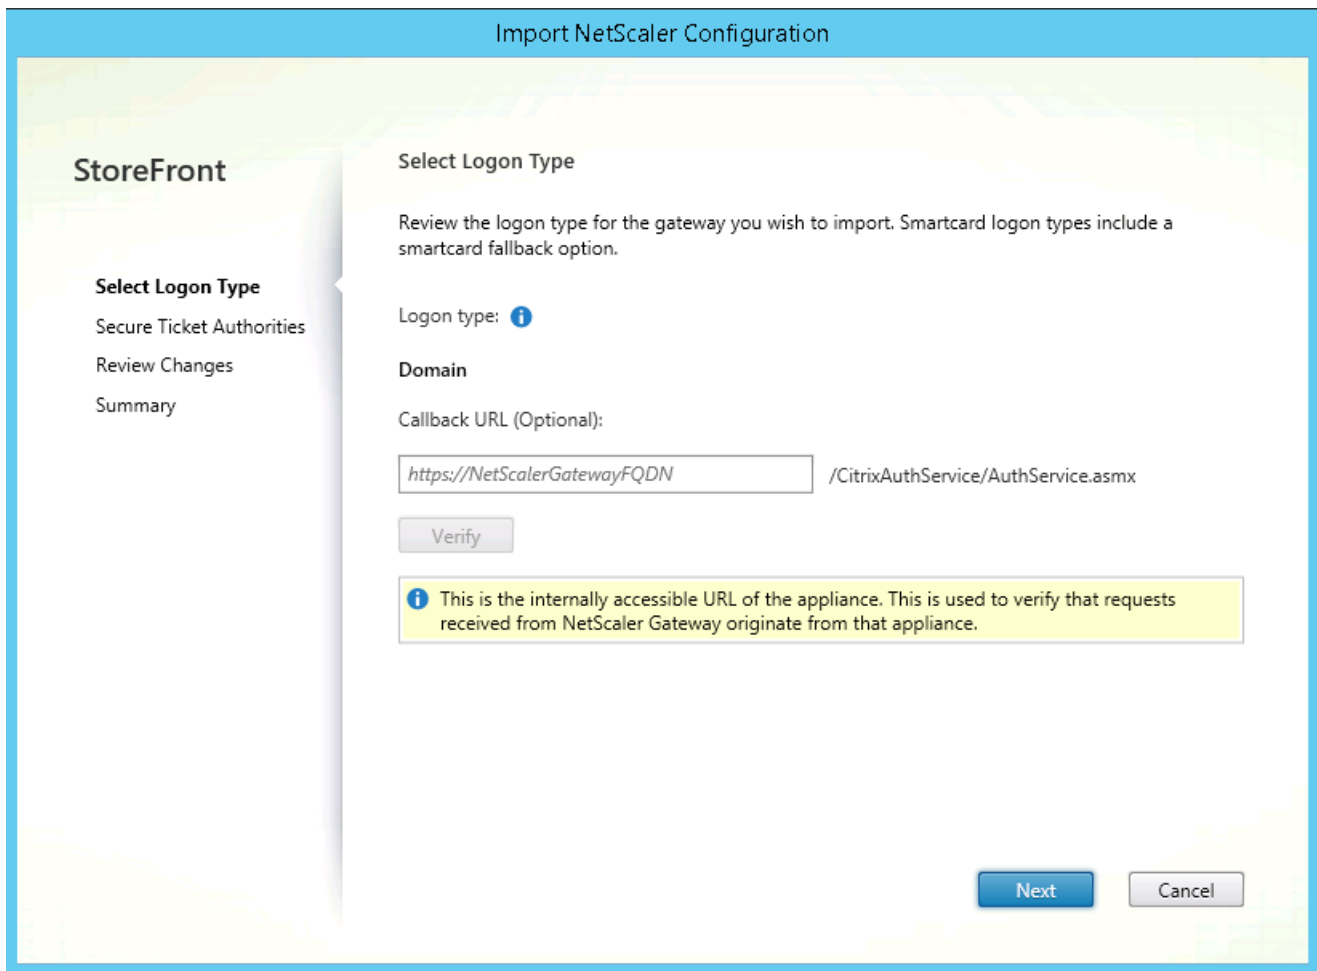 Import NetScaler Configuration
StoreFront
Select Logon Type
Secure Ticket Authorities
Review Changes
Summary
Select Logon Type
Review the logon type for the gateway you wish to import. Smartcard logon types include a
smartcard fallback option.
Logon type:
Domain
Callback URL (Optional):
https://NetScalerGatewayFQDN /CitrixAuthService/AuthService.asmx
Verify
This is the internally accessible URL of the appliance. This is used to verify that requests
received from NetScaler Gateway originate from that appliance.
Next Cancel